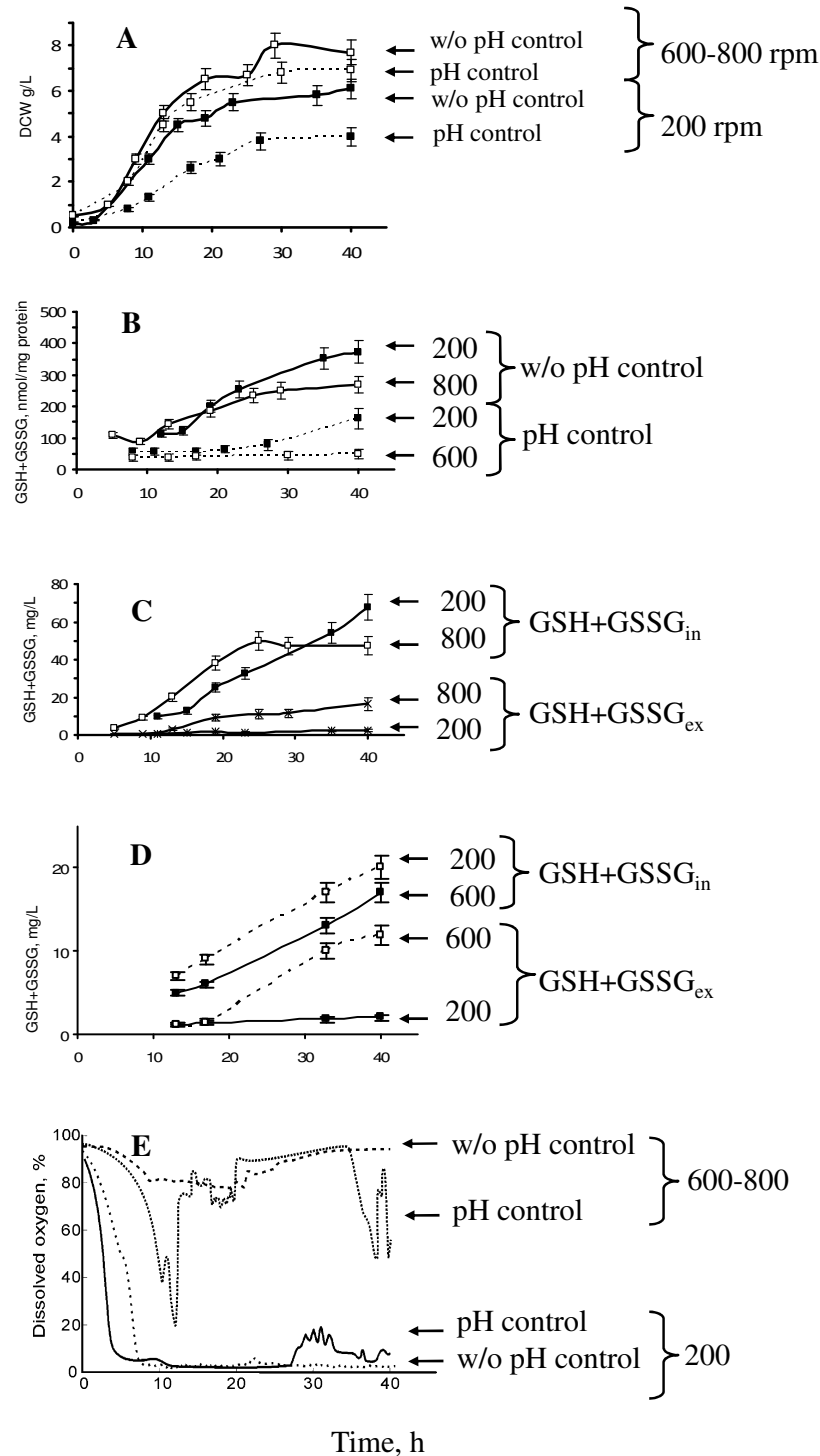 A
DCW g/L
8
6
4
2
0
0 10 20 30 40
w/o pH control
pH control
w/o pH control
pH control
600-800 rpm
200 rpm
B
GSH+GSSG, nmol/mg protein
500
400
300
200
100
0
0 10 20 30 40
200
800
200
600
w/o pH control
pH control
C
GSH+GSSG, mg/L
80
60
40
20
0
0 10 20 30 40
200
800
800
200
GSH+GSSGin
GSH+GSSGex
D
GSH+GSSG, mg/L
20
10
0
0 10 20 30 40
200
600
600
200
GSH+GSSGin
GSH+GSSGex
E
Dissolved oxygen, %
100
80
60
40
20
0
0 10 20 30 40
w/o pH control
pH control
600-800
pH control
w/o pH control
200
Time, h